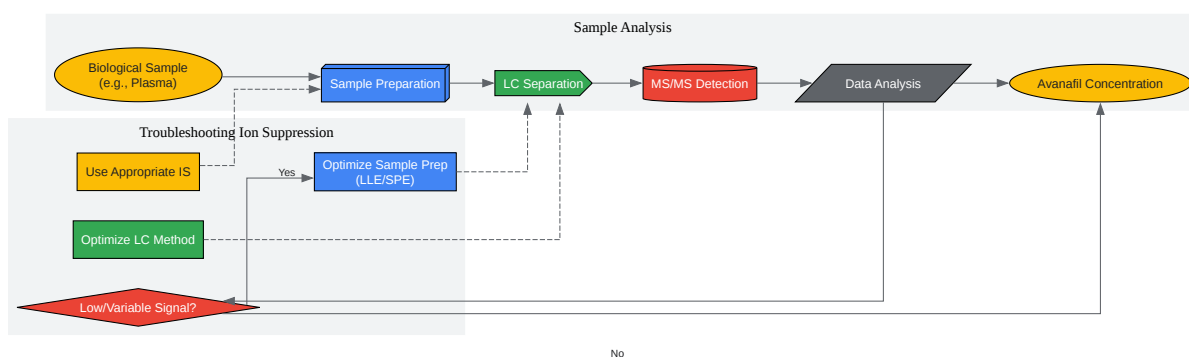 Sample Analysis
Biological Sample
(e.g., Plasma)
Sample Preparation
LC Separation
MS/MS Detection
Data Analysis
Avanafil Concentration
Troubleshooting Ion Suppression
Use Appropriate IS
Yes
Optimize Sample Prep
(LLE/SPE)
Optimize LC Method
Low/Variable Signal?
No